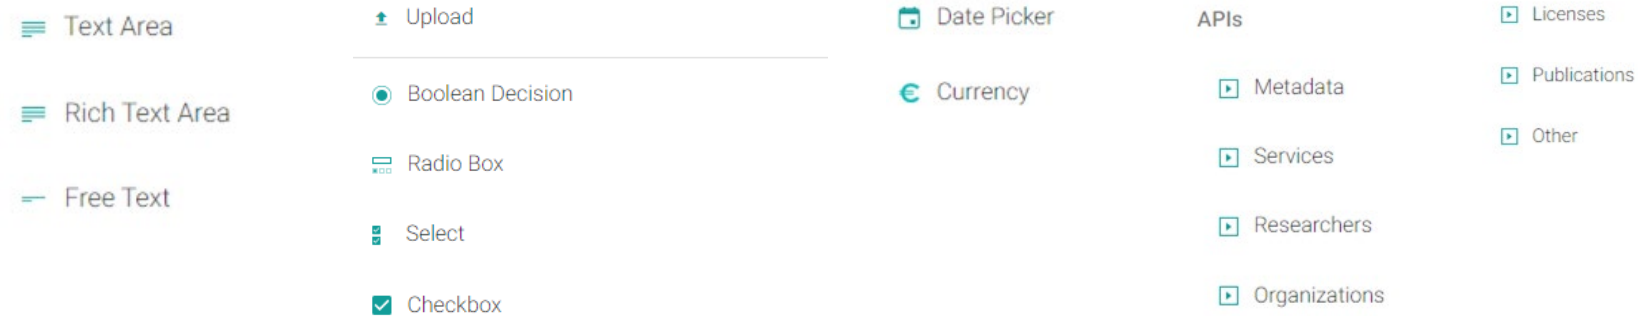 Text Area
Rich Text Area
Free Text
Upload
Boolean Decision
Radio Box
Select
Checkbox
Date Picker
Currency
APIs
Metadata
Services
Researchers
Organizations
Licenses
Publications
Other